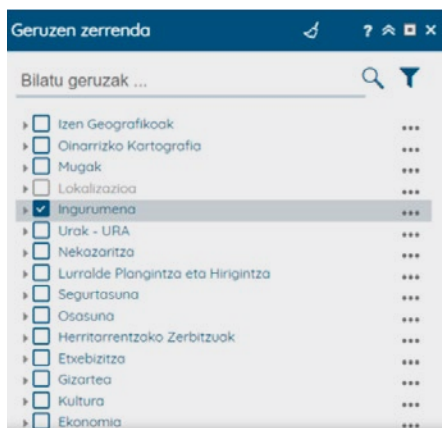 Geruzen zerrenda ?
Bilatu geruzak ...
Izen Geografikoak ...
Oinarrizko Kartografia ...
Mugak ...
Lokalizazioa
Ingurumena ...
Urak - URA ...
Nekazaritza ...
Lurralde Plangintza eta Hirigintza ...
Segurtasuna ...
Osasuna ...
Herritarrentzako Zerbitzuak ...
Etxebizitza ...
Gizartea ...
Kultura ...
Ekonomia ...